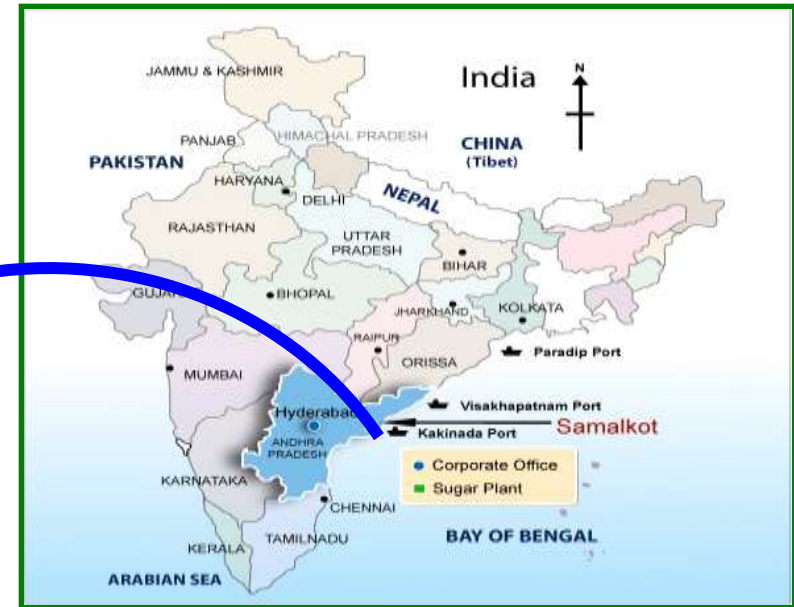 India
N
JAMMU & KASHMIR
PANJAB
HIMACHAL PRADESH
CHINA
(Tibet)
PAKISTAN
HARYANA
DELHI
NEPAL
RAJASTHAN
UTTAR
PRADESH
BIHAR
GUJAR
BHOPAL
JHARKHAND
KOLKATA
RAIPUR
ORISSA
Paradip Port
MUMBAI
Hyderabad
Visakhapatnam Port
Samalkot
Kakinada Port
ANDHRA
PRADESH
Corporate Office
Sugar Plant
KARNATAKA
CHENNAI
TAMILNADU
BAY OF BENGAL
KERALA
ARABIAN SEA